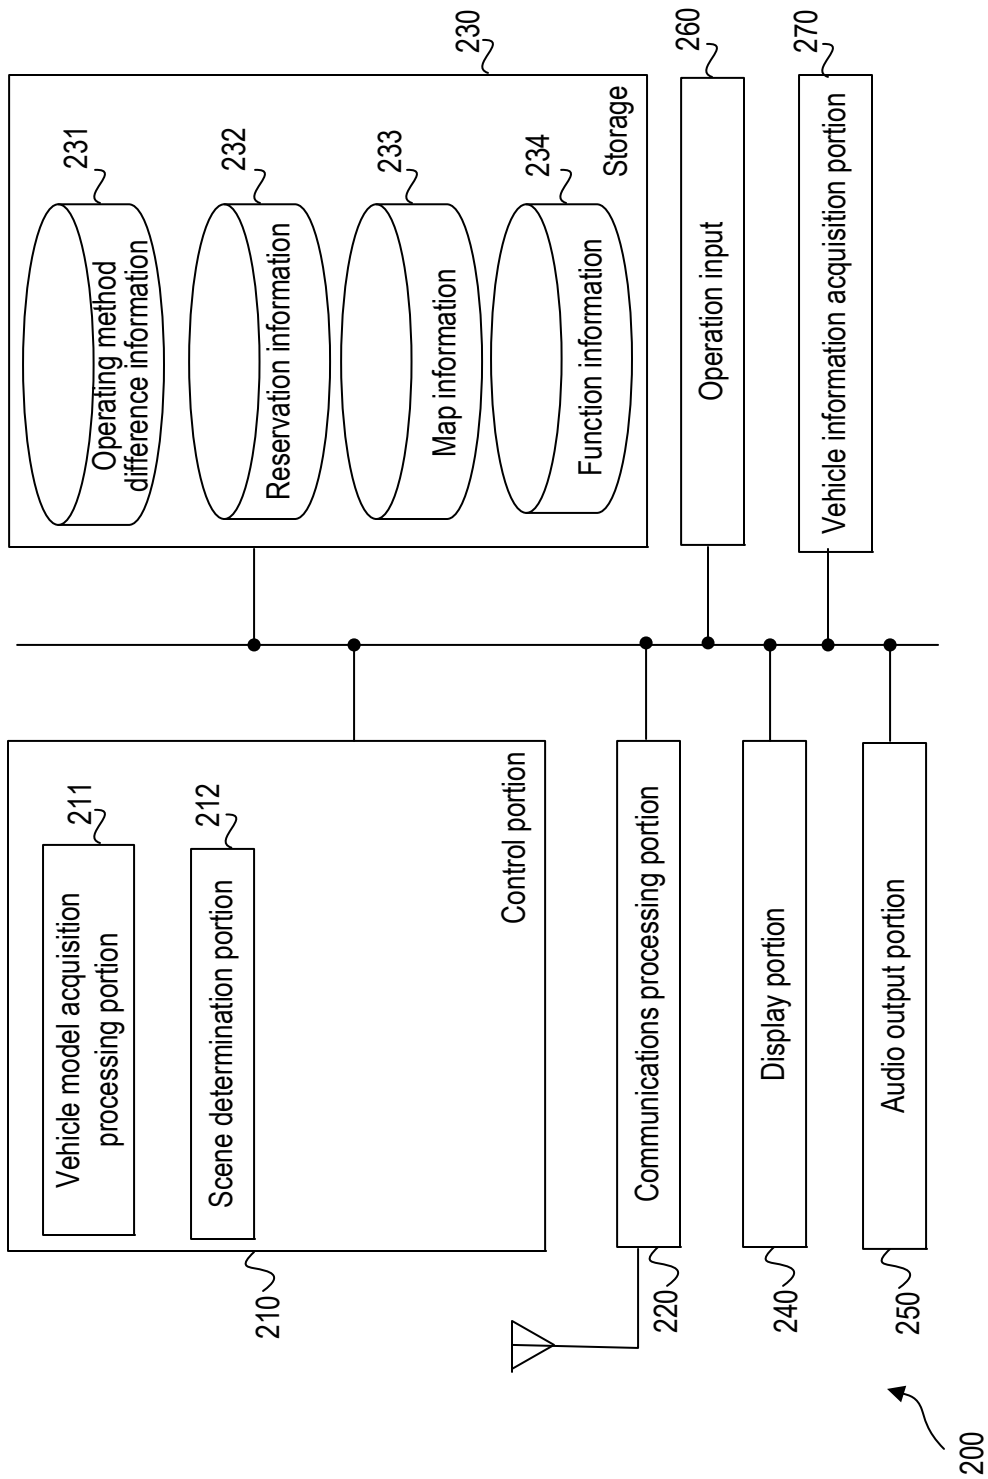 200
210
Vehicle model acquisition
processing portion
211
Scene determination portion
212
Control portion
220
Communications processing portion
240
Display portion
250
Audio output portion
230
Operating method
difference information
231
Reservation information
232
Map information
233
Function information
234
Storage
Operation input
260
Vehicle information acquisition portion
270